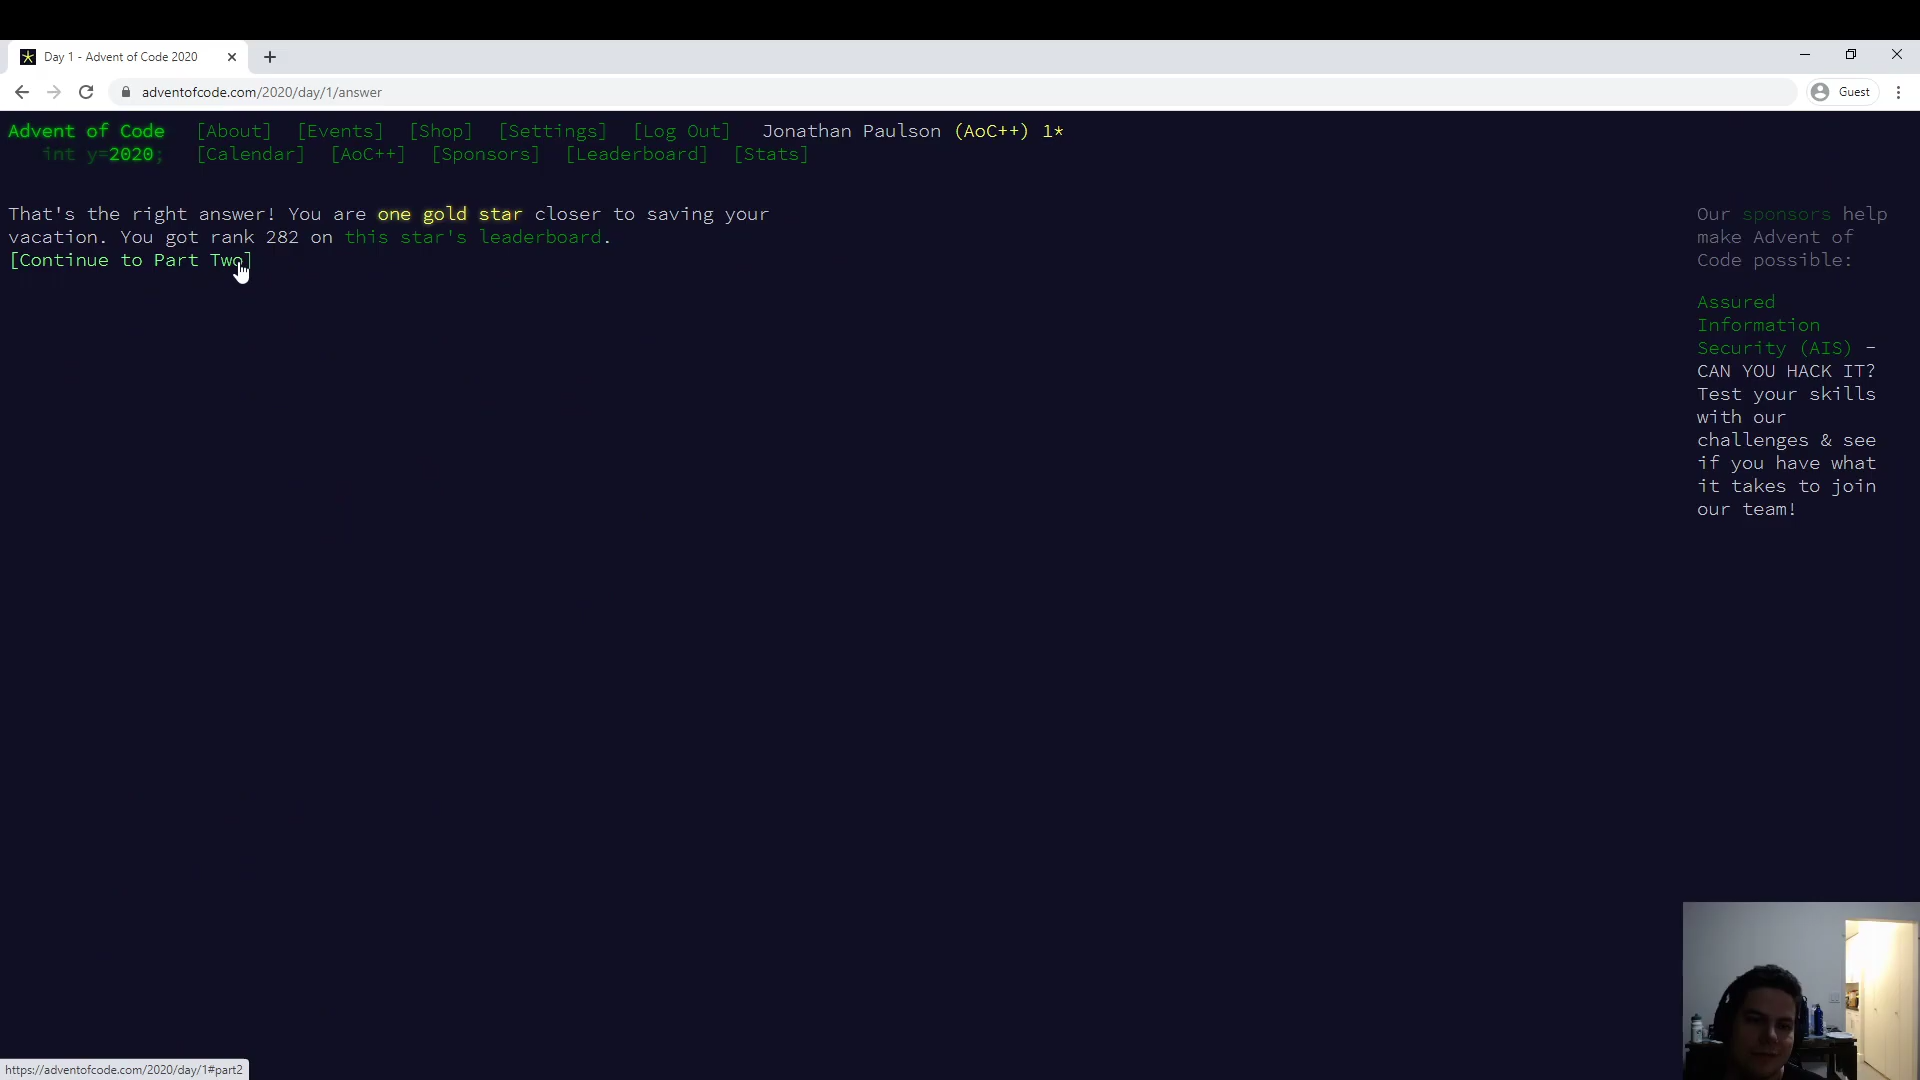 Day 1 - Advent of Code 2020
adventofcode.com/2020/day/1/answer
Guest
Advent of Code [About] [Events] [Shop] [Settings] [Log Out] Jonathan Paulson (AoC++) 1*
int y=2020; [Calendar] [AoC++] [Sponsors] [Leaderboard] [Stats]
That's the right answer! You are one gold star closer to saving your
vacation. You got rank 282 on this star's leaderboard.
[Continue to Part Two]
Our sponsors help
make Advent of
Code possible:
Assured
Information
Security (AIS) -
CAN YOU HACK IT?
Test your skills
with our
challenges & see
if you have what
it takes to join
our team!
https://adventofcode.com/2020/day/1#part2